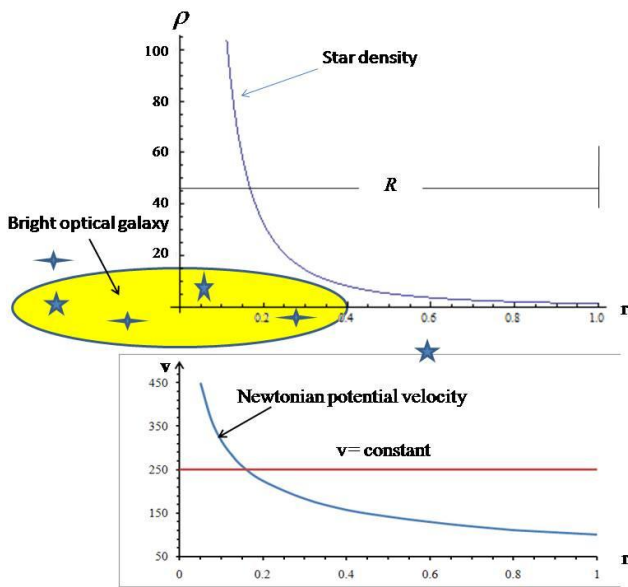 ρ
100
Star density
80
60
R
40
Bright optical galaxy
20
0.2 0.4 0.6 0.8 1.0 r
v
450
Newtonian potential velocity
350
v= constant
250
150
50
0 0.2 0.4 0.6 0.8 1 r